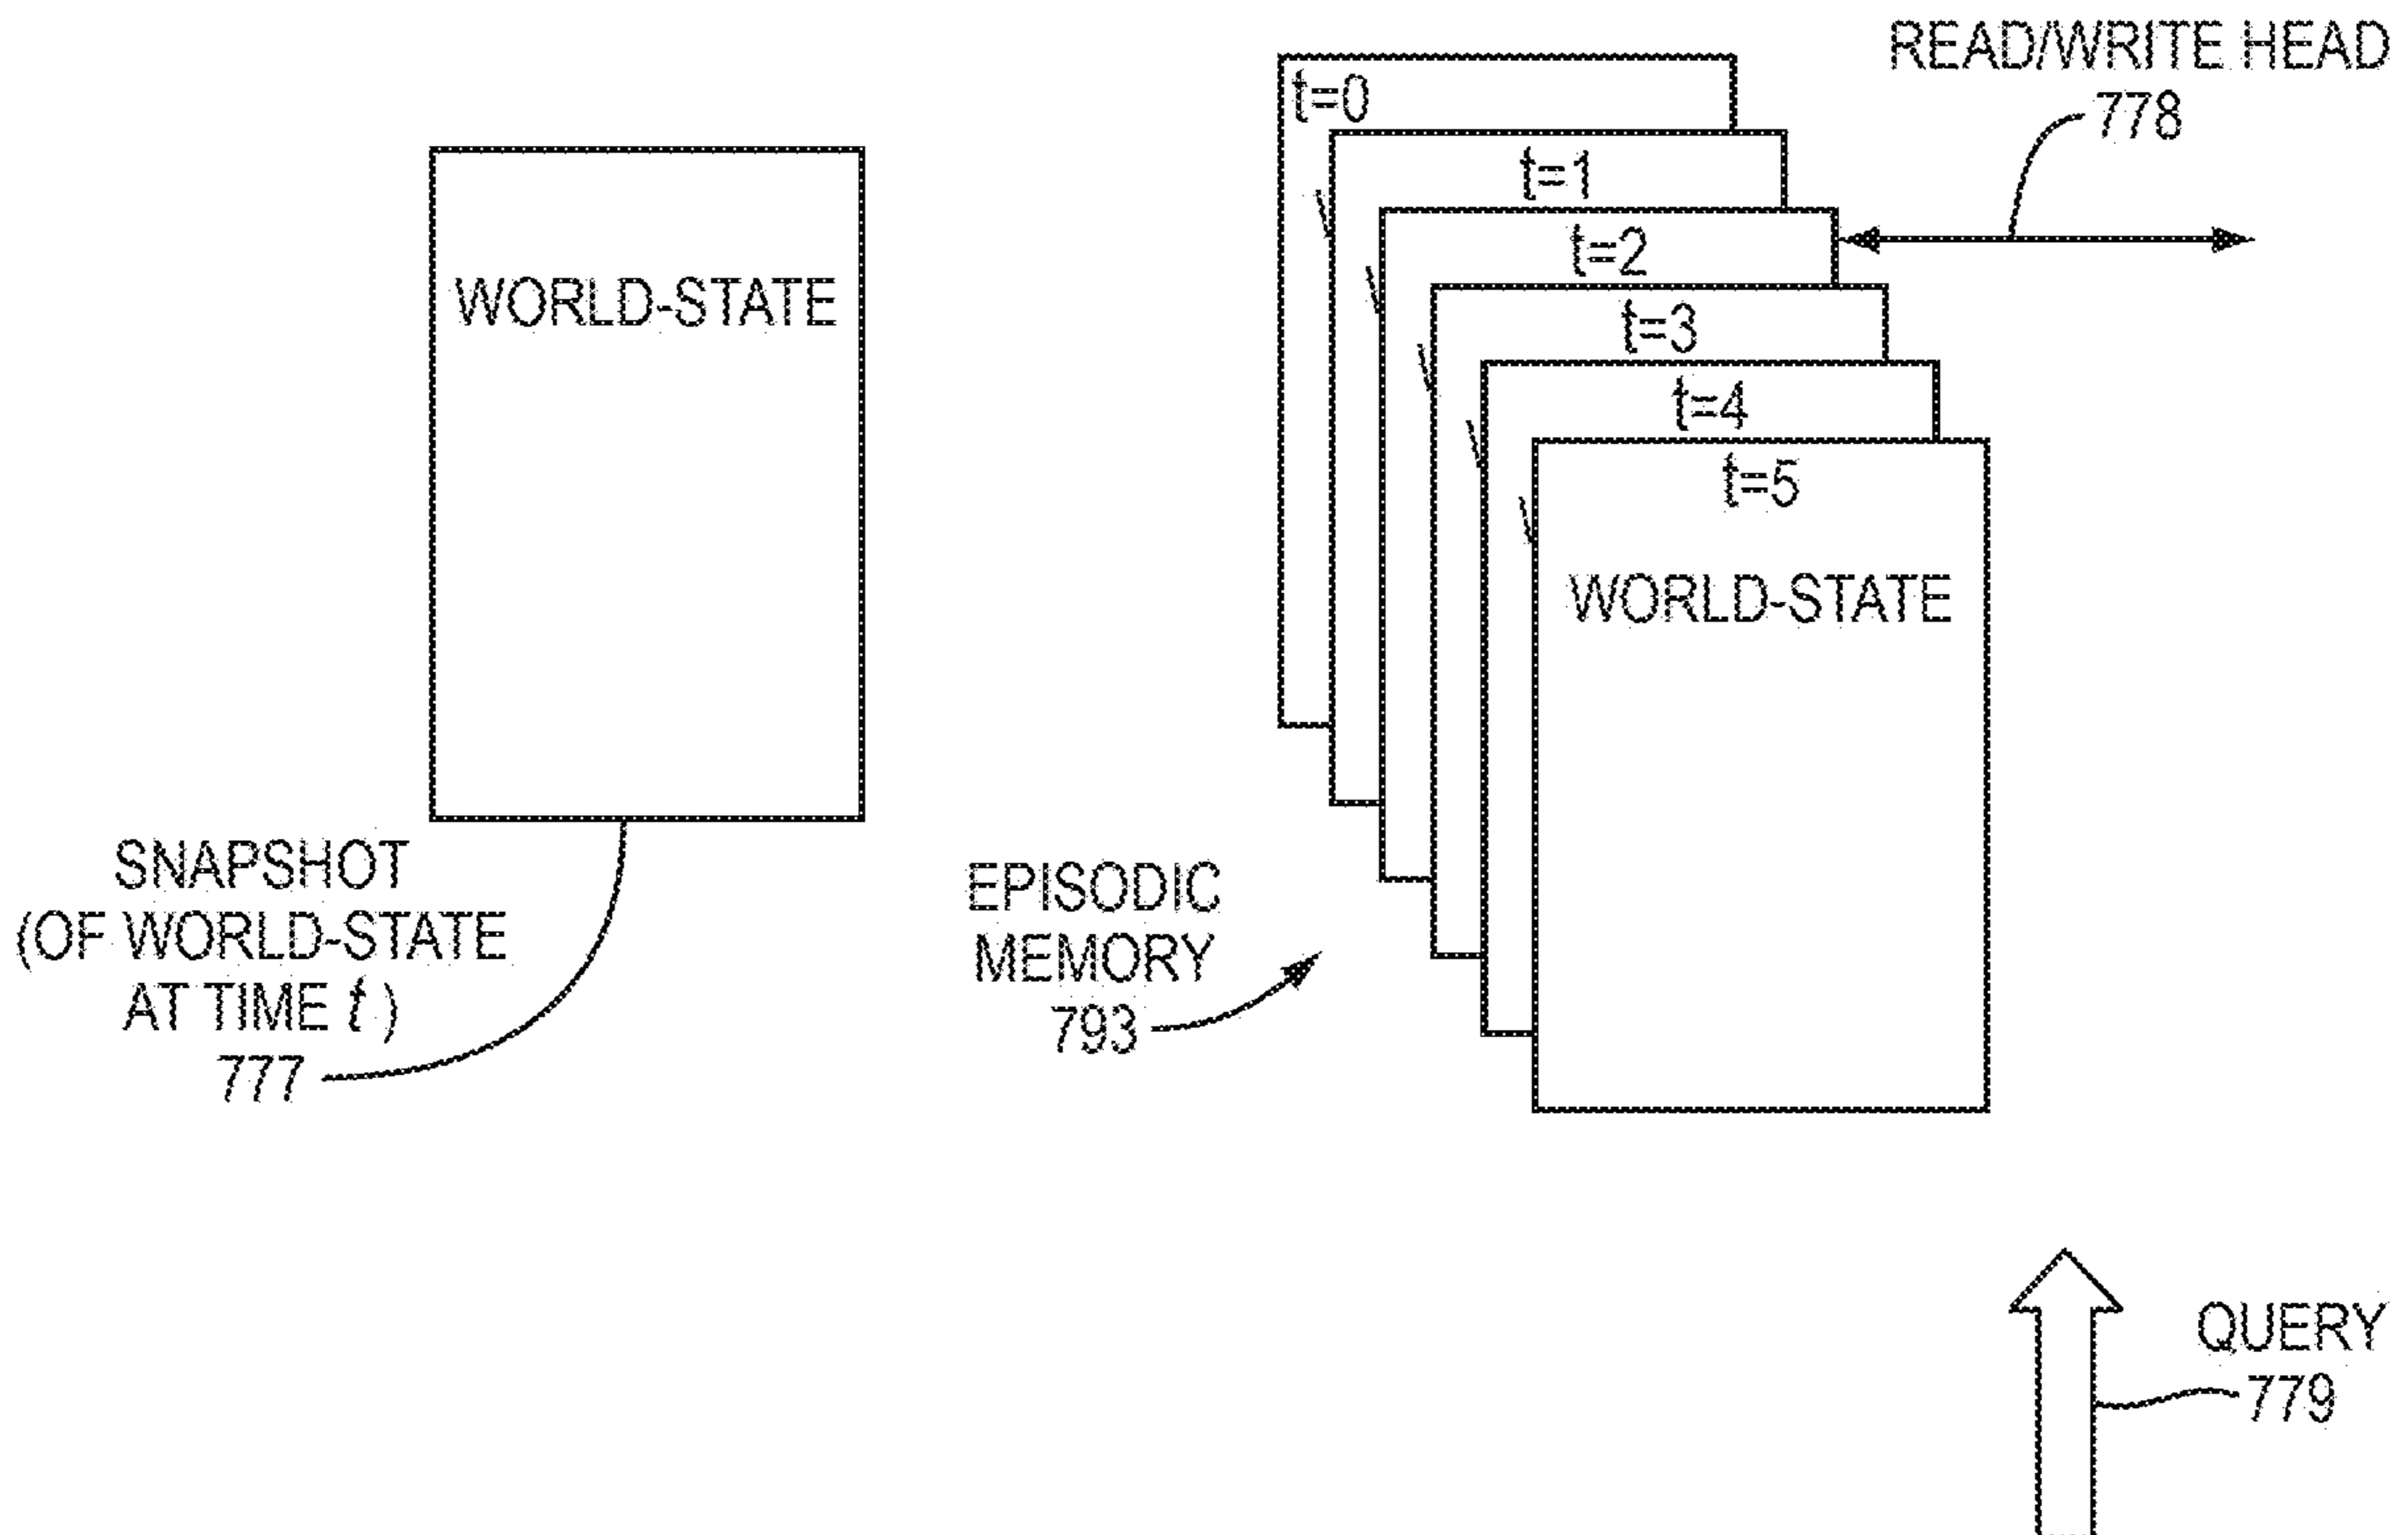 READ/WRITE HEAD
778
t=0
t=1
t=2
t=3
t=4
t=5
WORLD-STATE
WORLD-STATE
SNAPSHOT
(OF WORLD-STATE
AT TIME t)
777
EPISODIC
MEMORY
793
QUERY
779